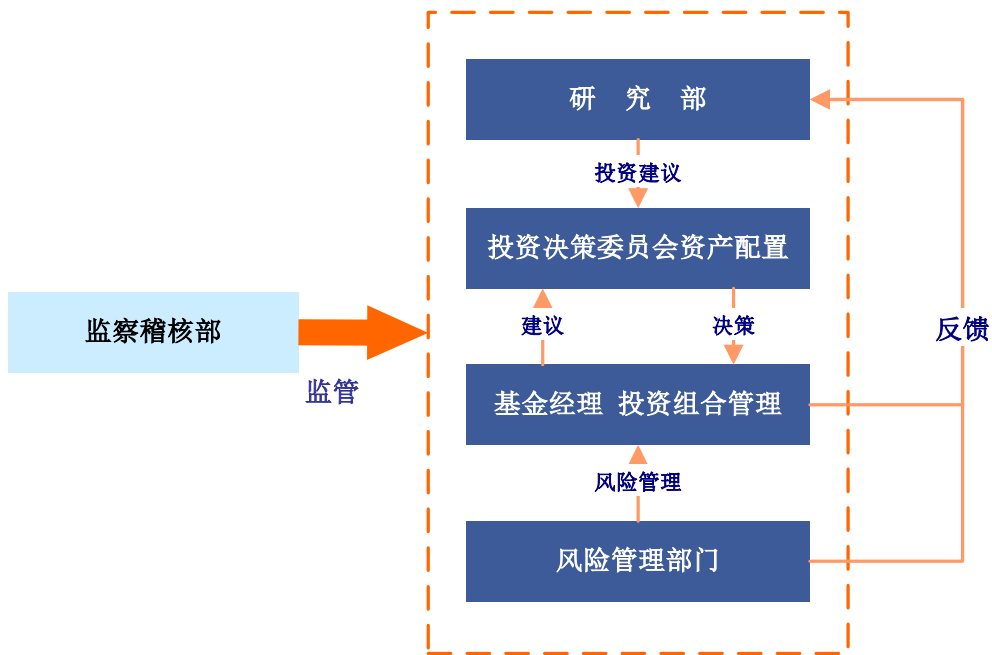 研 究 部
投资建议
投资决策委员会资产配置
建议
决策
监察稽核部
监管
反馈
基金经理 投资组合管理
风险管理
风险管理部门